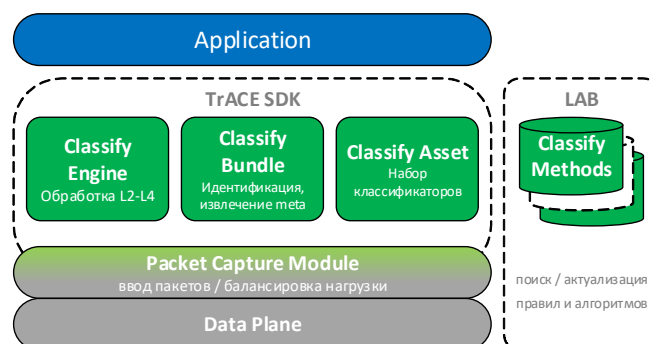 Application
TrACE SDK
Classify
Engine
Обработка L2-L4
Classify
Bundle
Идентификация,
извлечение meta
Classify Asset
Набор
классификаторов
Packet Capture Module
ввод пакетов / балансировка нагрузки
Data Plane
LAB
Classify
Methods
поиск / актуализация
правил и алгоритмов